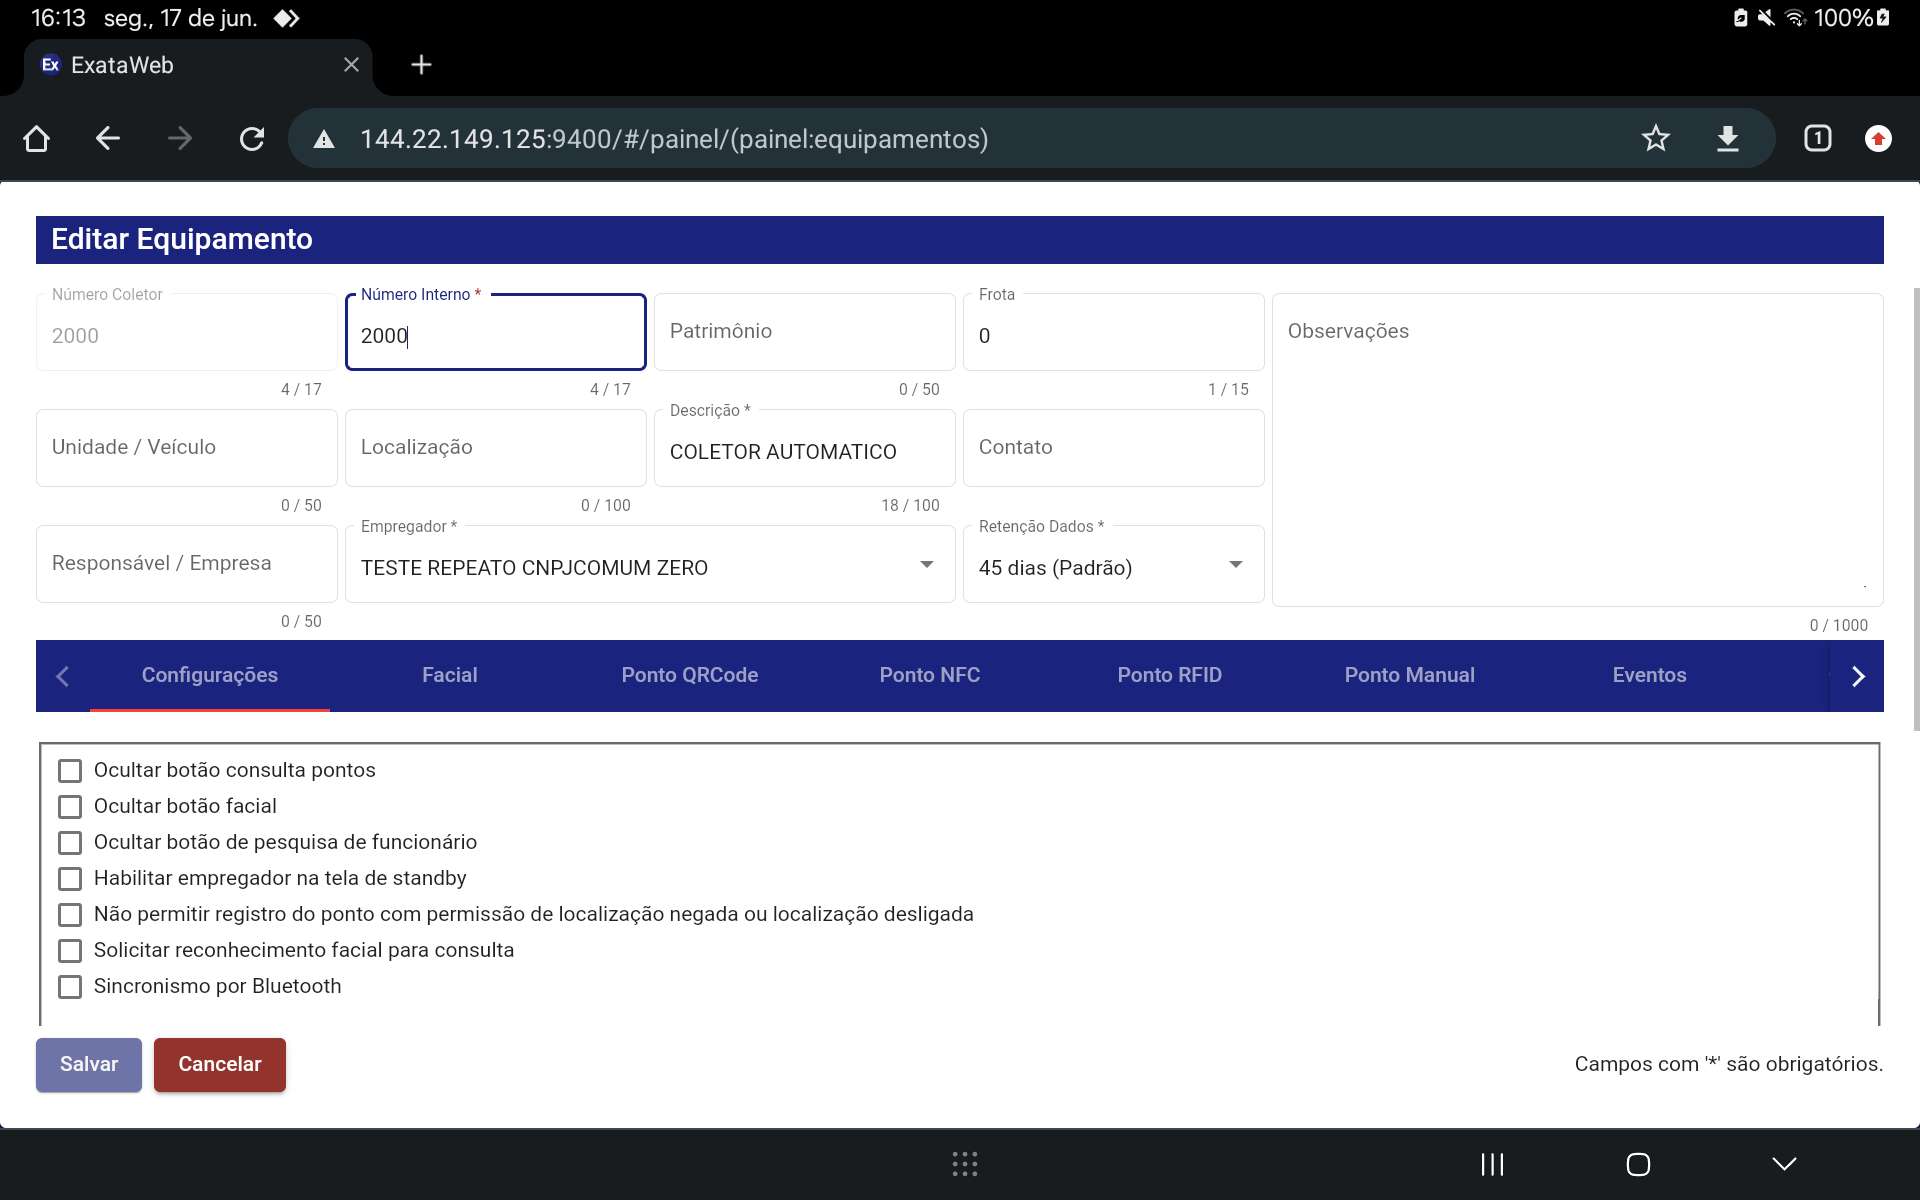 16:13 seg., 17 de jun. 100%
Ex ExataWeb
144.22.149.125:9400/#/painel/(painel:equipamentos) 1
Editar Equipamento
Número Coletor Número Interno * Frota
2000 2000 Patrimônio 0 Observações
4 / 17 4 / 17 0 / 50 1 / 15
Descrição *
Unidade / Veículo Localização COLETOR AUTOMATICO Contato
0 / 50 0 / 100 18 / 100
Empregador * Retenção Dados *
Responsável / Empresa TESTE REPEATO CNPJCOMUM ZERO 45 dias (Padrão)
0 / 50 0 / 1000
Configurações Facial Ponto QRCode Ponto NFC Ponto RFID Ponto Manual Eventos
Ocultar botão consulta pontos
Ocultar botão facial
Ocultar botão de pesquisa de funcionário
Habilitar empregador na tela de standby
Não permitir registro do ponto com permissão de localização negada ou localização desligada
Solicitar reconhecimento facial para consulta
Sincronismo por Bluetooth
Salvar Cancelar Campos com '*' são obrigatórios.